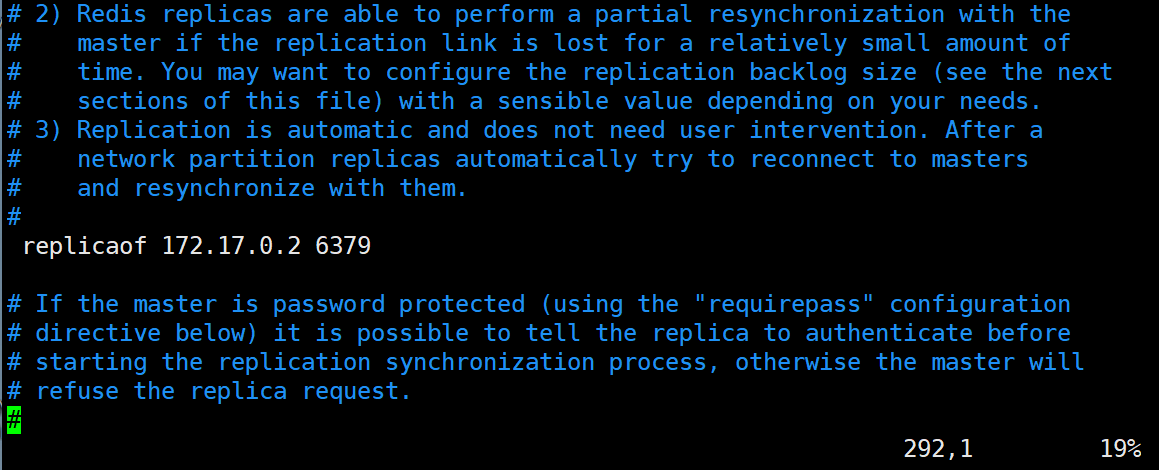 # 2) Redis replicas are able to perform a partial resynchronization with the
#    master if the replication link is lost for a relatively small amount of
#    time. You may want to configure the replication backlog size (see the next
#    sections of this file) with a sensible value depending on your needs.
# 3) Replication is automatic and does not need user intervention. After a
#    network partition replicas automatically try to reconnect to masters
#    and resynchronize with them.
#
 replicaof 172.17.0.2 6379

# If the master is password protected (using the "requirepass" configuration
# directive below) it is possible to tell the replica to authenticate before
# starting the replication synchronization process, otherwise the master will
# refuse the replica request.
#
292,1 19%